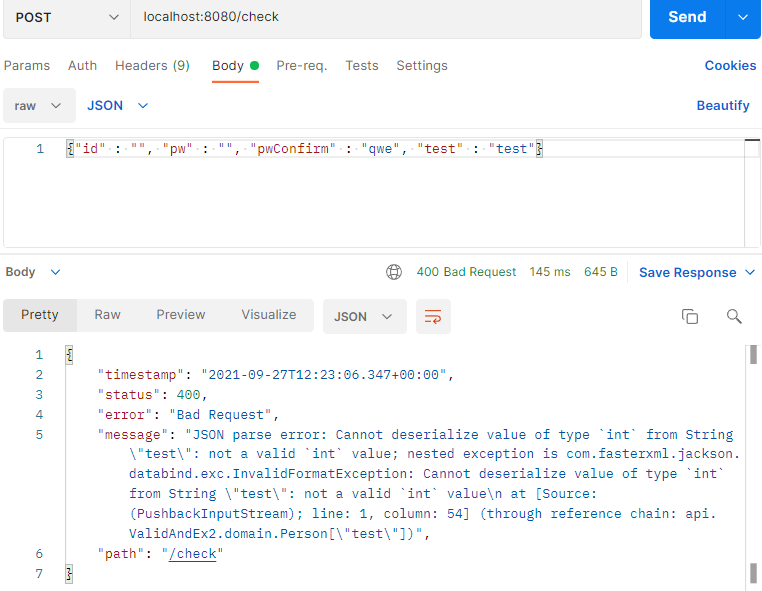 POST localhost:8080/check Send
Params Auth Headers (9) Body Pre-req. Tests Settings Cookies
raw JSON Beautify
1 {"id" : "", "pw" : "", "pwConfirm" : "qwe", "test" : "test"}
Body 400 Bad Request 145 ms 645 B Save Response
Pretty Raw Preview Visualize JSON
1 {
2 "timestamp": "2021-09-27T12:23:06.347+00:00",
3 "status": 400,
4 "error": "Bad Request",
5 "message": "JSON parse error: Cannot deserialize value of type `int` from String
\"test\": not a valid `int` value; nested exception is com.fasterxml.jackson.
databind.exc.InvalidFormatException: Cannot deserialize value of type `int`
from String \"test\": not a valid `int` value\n at [Source:
(PushbackInputStream); line: 1, column: 54] (through reference chain: api.
ValidAndEx2.domain.Person[\"test\"])",
6 "path": "/check"
7 }